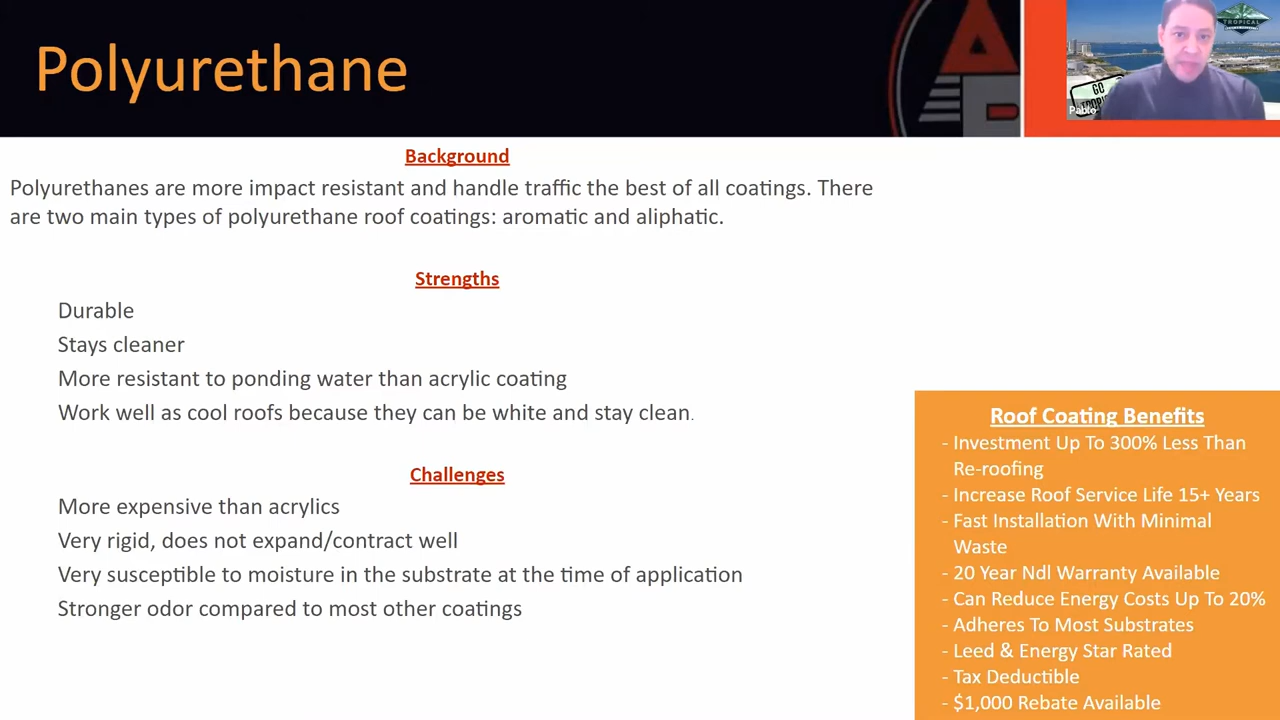 Polyurethane
TROPICAL
GO
Pablo
Background
Polyurethanes are more impact resistant and handle traffic the best of all coatings. There
are two main types of polyurethane roof coatings: aromatic and aliphatic.
Strengths
Durable
Stays cleaner
More resistant to ponding water than acrylic coating
Work well as cool roofs because they can be white and stay clean.
Challenges
More expensive than acrylics
Very rigid, does not expand/contract well
Very susceptible to moisture in the substrate at the time of application
Stronger odor compared to most other coatings
Roof Coating Benefits
- Investment Up To 300% Less Than
Re-roofing
- Increase Roof Service Life 15+ Years
- Fast Installation With Minimal
Waste
- 20 Year Ndl Warranty Available
- Can Reduce Energy Costs Up To 20%
- Adheres To Most Substrates
- Leed & Energy Star Rated
- Tax Deductible
- $1,000 Rebate Available